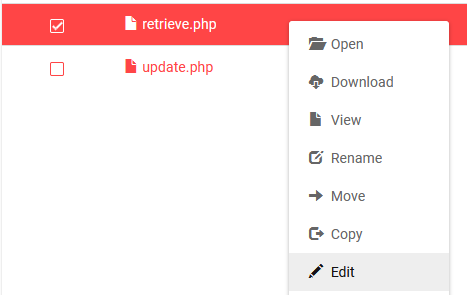 retrieve.php
update.php
Open
Download
View
Rename
Move
Copy
Edit